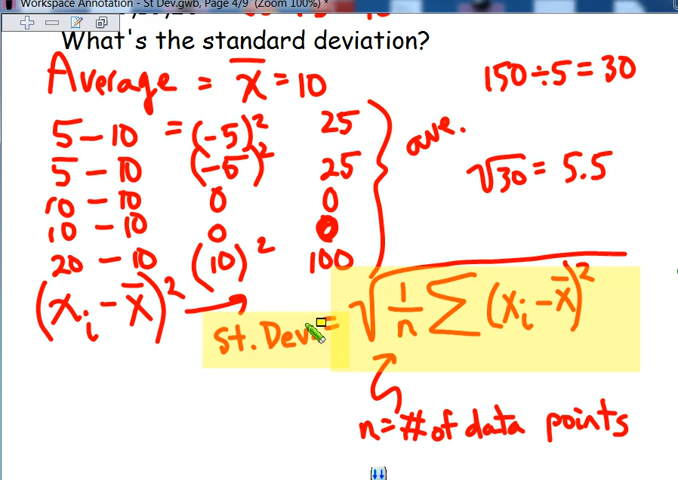 Workspace Annotation - St Dev.gwb, Page 4/9 (Zoom 100%) *
What's the standard deviation?
Average = x̅ = 10
150 ÷ 5 = 30
5 - 10 = (-5)² 25
5 - 10 (-5)² 25
10 - 10 0 0
10 - 10 0 0
20 - 10 (10)² 100
ave.
√30 = 5.5
(xᵢ - x̅)²
st. Devi = √(1/n ∑ (xᵢ - x̅)²)
n = # of data points